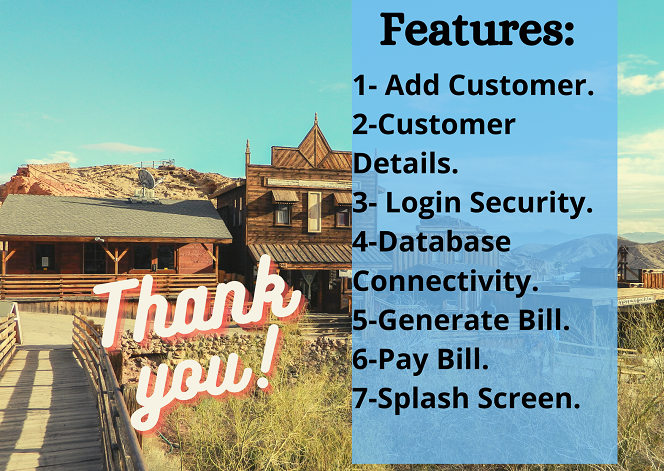 Features:
1- Add Customer.
2-Customer
Details.
3- Login Security.
4-Database
Connectivity.
5-Generate Bill.
6-Pay Bill.
7-Splash Screen.
Thank
you!